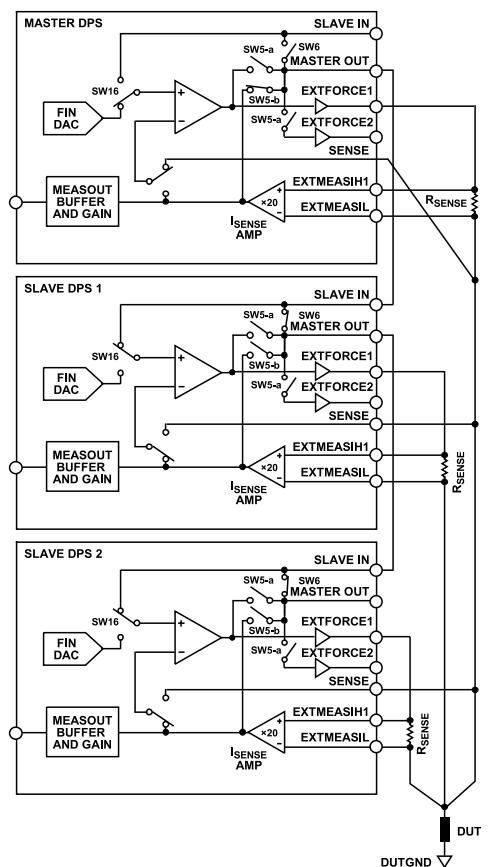 MASTER DPS
SLAVE IN
SW6
MASTER OUT
SW5-a
SW16
SW5-b
EXTFORCE1
FIN
DAC
SW5-a
EXTFORCE2
SENSE
EXTMEASIH1
MEASOUT
BUFFER
AND GAIN
×20
RSENSE
EXTMEASIL
ISENSE
AMP
SLAVE DPS 1
SLAVE IN
SW6
MASTER OUT
SW5-a
SW16
SW5-b
EXTFORCE1
FIN
DAC
SW5-a
EXTFORCE2
SENSE
EXTMEASIH1
MEASOUT
BUFFER
AND GAIN
×20
RSENSE
EXTMEASIL
ISENSE
AMP
SLAVE DPS 2
SLAVE IN
SW6
MASTER OUT
SW5-a
SW16
SW5-b
EXTFORCE1
FIN
DAC
SW5-a
EXTFORCE2
SENSE
EXTMEASIH1
MEASOUT
BUFFER
AND GAIN
×20
RSENSE
EXTMEASIL
ISENSE
AMP
DUT
DUTGND